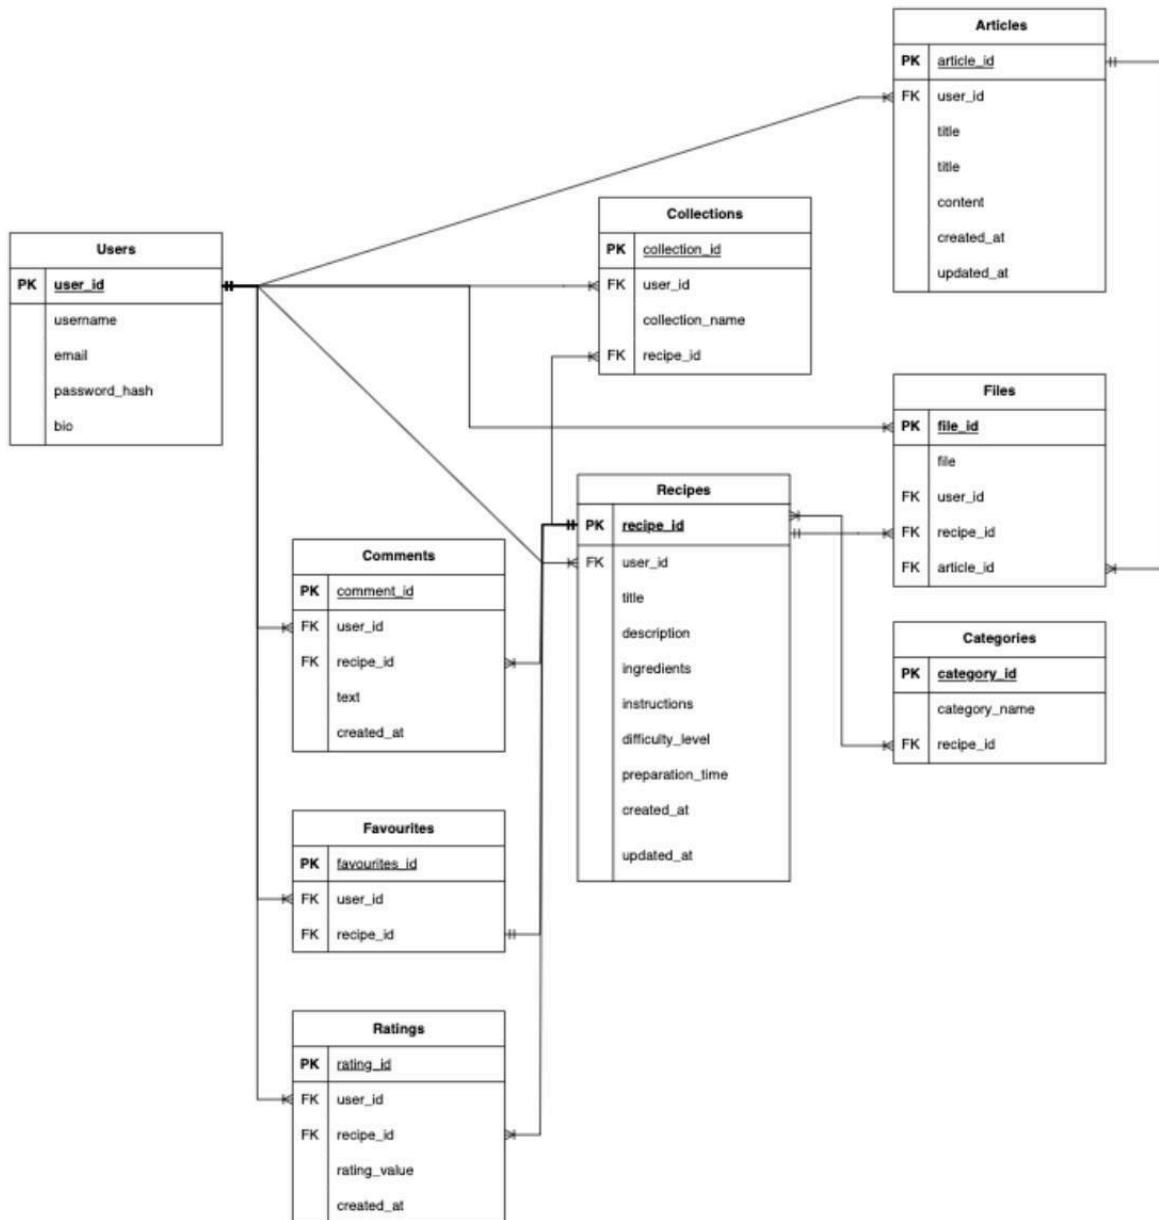 Articles
PK article_id
FK user_id
title
title
content
created_at
updated_at
Collections
PK collection_id
FK user_id
collection_name
FK recipe_id
Users
PK user_id
username
email
password_hash
bio
Files
PK file_id
file
FK user_id
FK recipe_id
FK article_id
Recipes
PK recipe_id
FK user_id
title
description
ingredients
instructions
difficulty_level
preparation_time
created_at
updated_at
Comments
PK comment_id
FK user_id
FK recipe_id
text
created_at
Categories
PK category_id
category_name
FK recipe_id
Favourites
PK favourites_id
FK user_id
FK recipe_id
Ratings
PK rating_id
FK user_id
FK recipe_id
rating_value
created_at